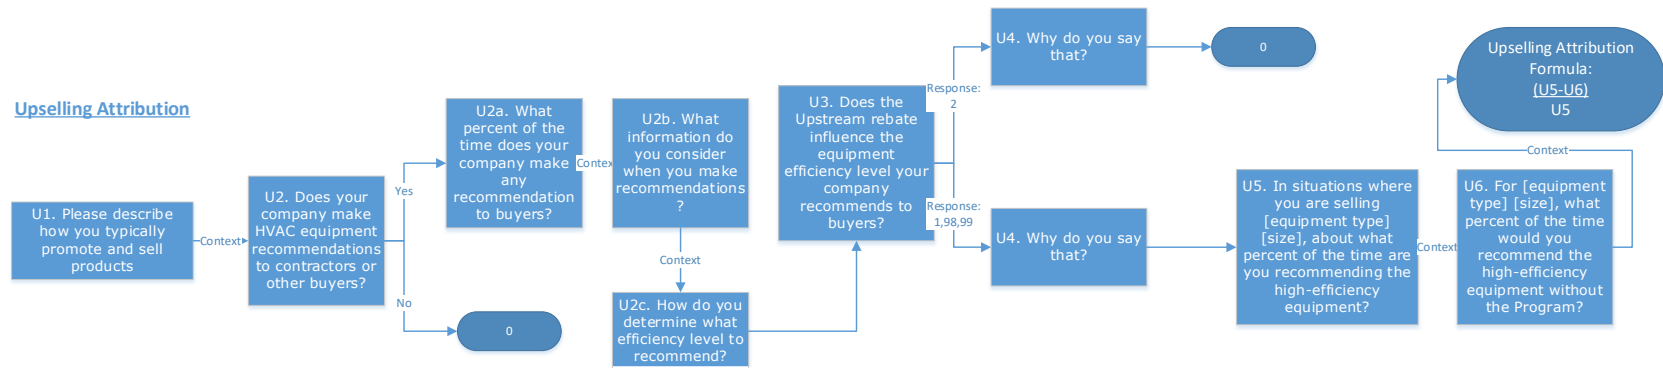 Upselling Attribution
U1. Please describe
how you typically
promote and sell
products
Context
U2. Does your
company make
HVAC equipment
recommendations
to contractors or
other buyers?
Yes
No
0
U2a. What
percent of the
time does your
company make
any
recommendation
to buyers?
Contex
U2b. What
information do
you consider
when you make
recommendations
?
Context
U2c. How do you
determine what
efficiency level to
recommend?
U3. Does the
Upstream rebate
influence the
equipment
efficiency level your
company
recommends to
buyers?
Response:
2
U4. Why do you say
that?
0
Response:
1,98,99
U4. Why do you say
that?
U5. In situations where
you are selling
[equipment type]
[size], about what
percent of the time are
you recommending the
high-efficiency
equipment?
Context
U6. For [equipment
type] [size], what
percent of the time
would you
recommend the
high-efficiency
equipment without
the Program?
Context
Upselling Attribution
Formula:
(U5-U6)
U5